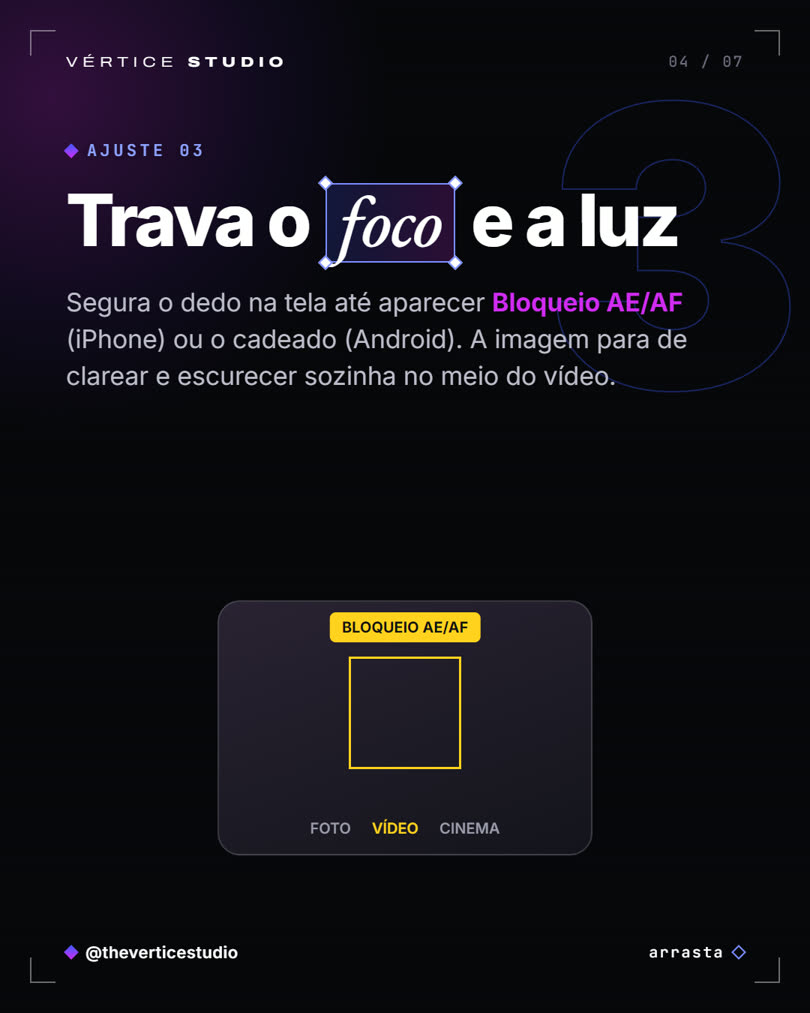 VÉRTICE STUDIO
04 / 07
AJUSTE 03
3
Trava o foco e a luz
Segura o dedo na tela até aparecer Bloqueio AE/AF
(iPhone) ou o cadeado (Android). A imagem para de
clarear e escurecer sozinha no meio do vídeo.
BLOQUEIO AE/AF
FOTO VÍDEO CINEMA
@theverticestudio
arrasta